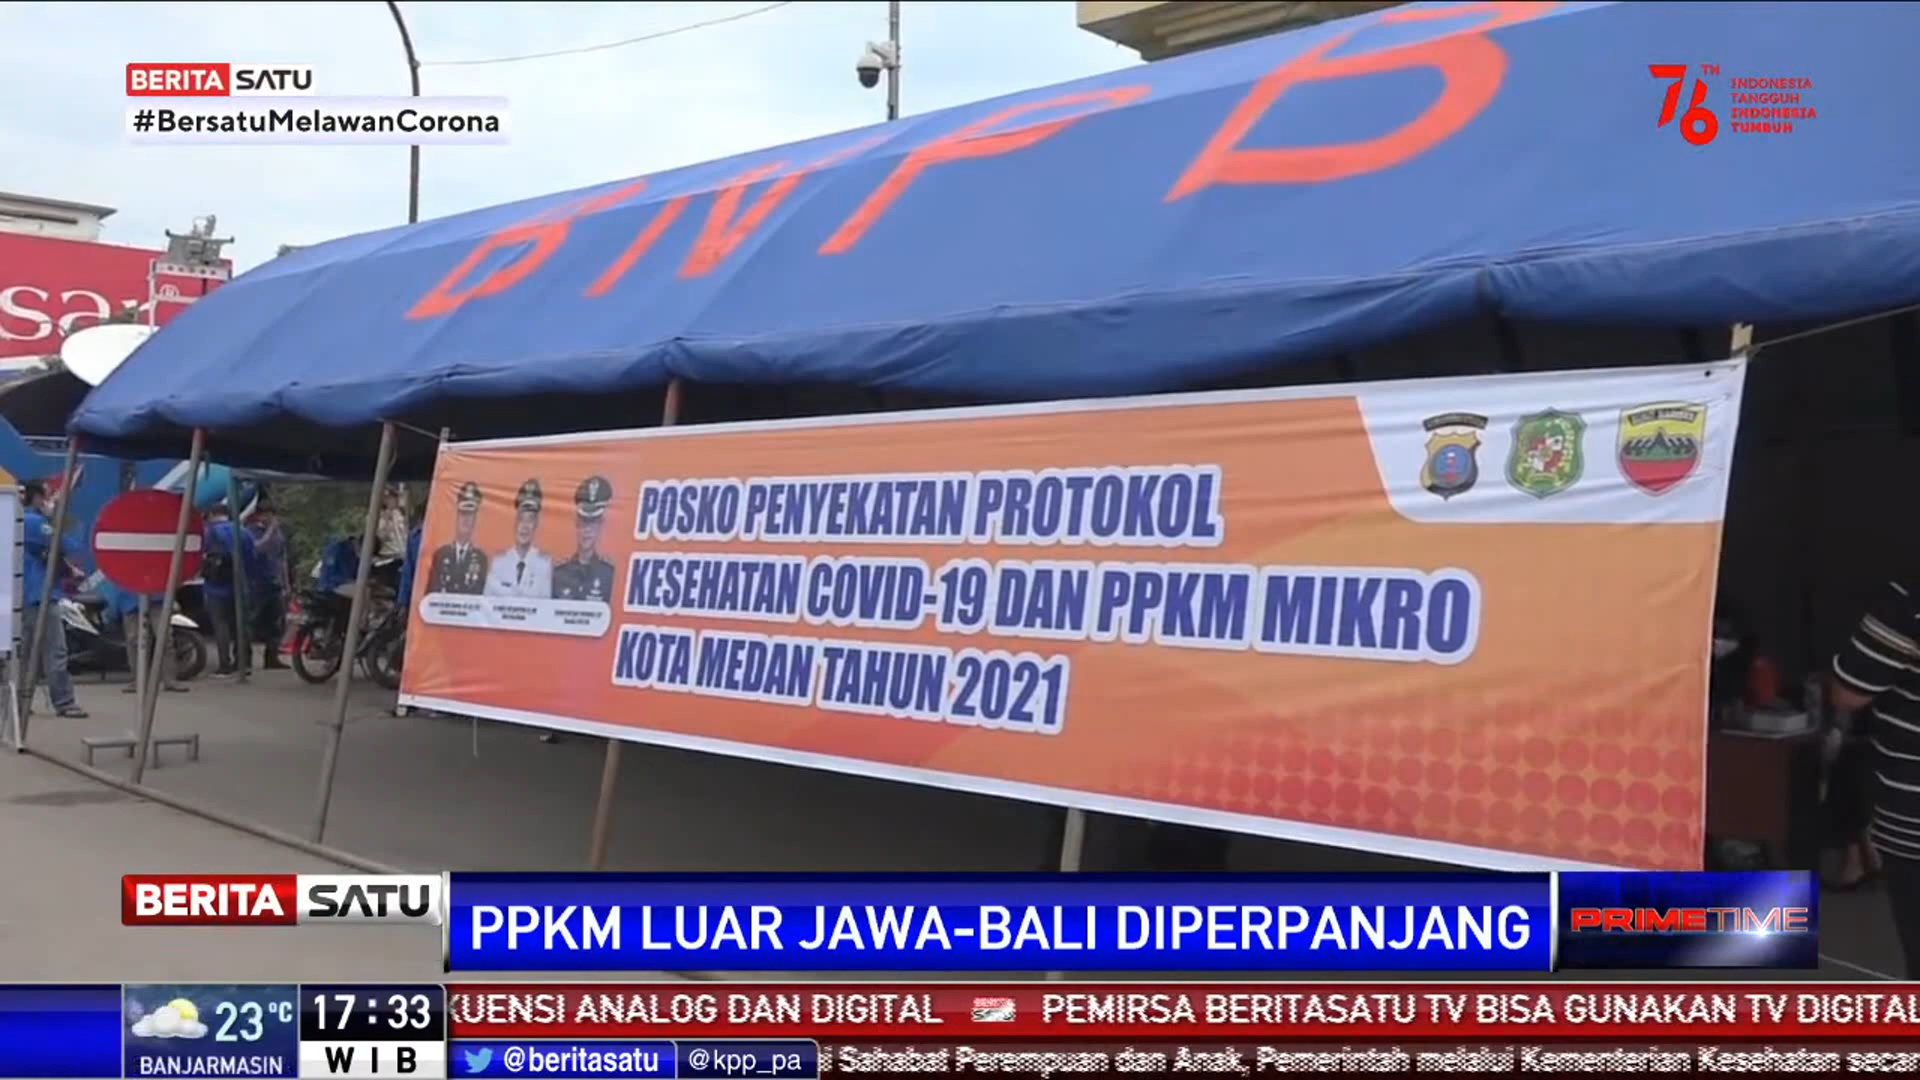 BERITA SATU
#BersatuMelawanCorona
76 TH
INDONESIA
TANGGUH
INDONESIA
TUMBUH
BNPB
san®
POSKO PENYEKATAN PROTOKOL
KESEHATAN COVID-19 DAN PPKM MIKRO
KOTA MEDAN TAHUN 2021
BERITA SATU
PPKM LUAR JAWA-BALI DIPERPANJANG
PRIMETIME
23°C
BANJARMASIN
17:33
WIB
KUENSI ANALOG DAN DIGITAL
PEMIRSA BERITASATU TV BISA GUNAKAN TV DIGITAL
@beritasatu
@kpp_pa
i Sahabat Perempuan dan Anak, Pemerintah melalui Kementerian Kesehatan secar